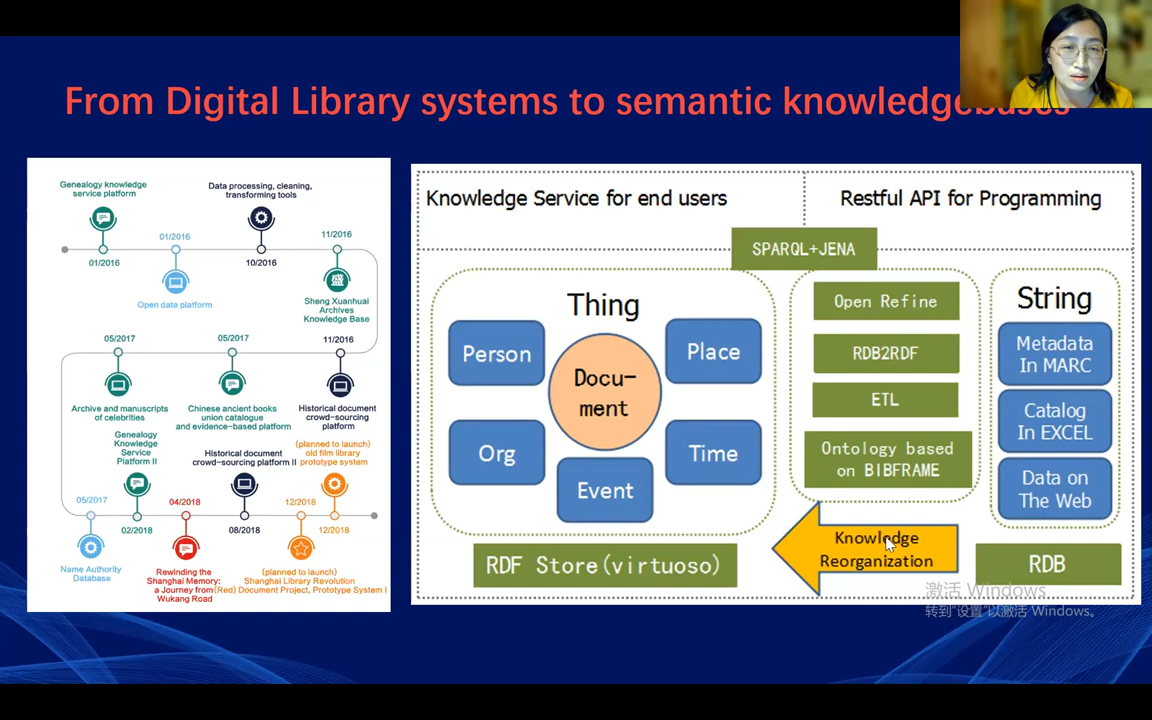 From Digital Library systems to semantic knowledgebases
Genealogy knowledge
service platform
01/2016
01/2016
Open data platform
Data processing, cleaning,
transforming tools
10/2016
11/2016
Sheng Xuanhuai
Archives
Knowledge Base
05/2017
Archive and manuscripts
of celebrities
05/2017
Chinese ancient books
union catalogue
and evidence-based platform
11/2016
Historical document
crowd-sourcing
platform
05/2017
Name Authority
Database
Genealogy
Knowledge
Service
Platform II
02/2018
04/2018
Rewinding the
Shanghai Memory:
a Journey from
Wukang Road
Historical document
crowd-sourcing platform II
08/2018
12/2018
(planned to launch)
Shanghai Library Revolution
(Red) Document Project, Prototype System I
(planned to launch)
old film library
prototype system
12/2018
Knowledge Service for end users
Restful API for Programming
SPARQL+JENA
Thing
Person
Place
Docu-
ment
Org
Time
Event
RDF Store(virtuoso)
Open Refine
RDB2RDF
ETL
Ontology based
on BIBFRAME
Knowledge
Reorganization
String
Metadata
In MARC
Catalog
In EXCEL
Data on
The Web
RDB
激活 Windows
转到"设置"以激活 Windows。